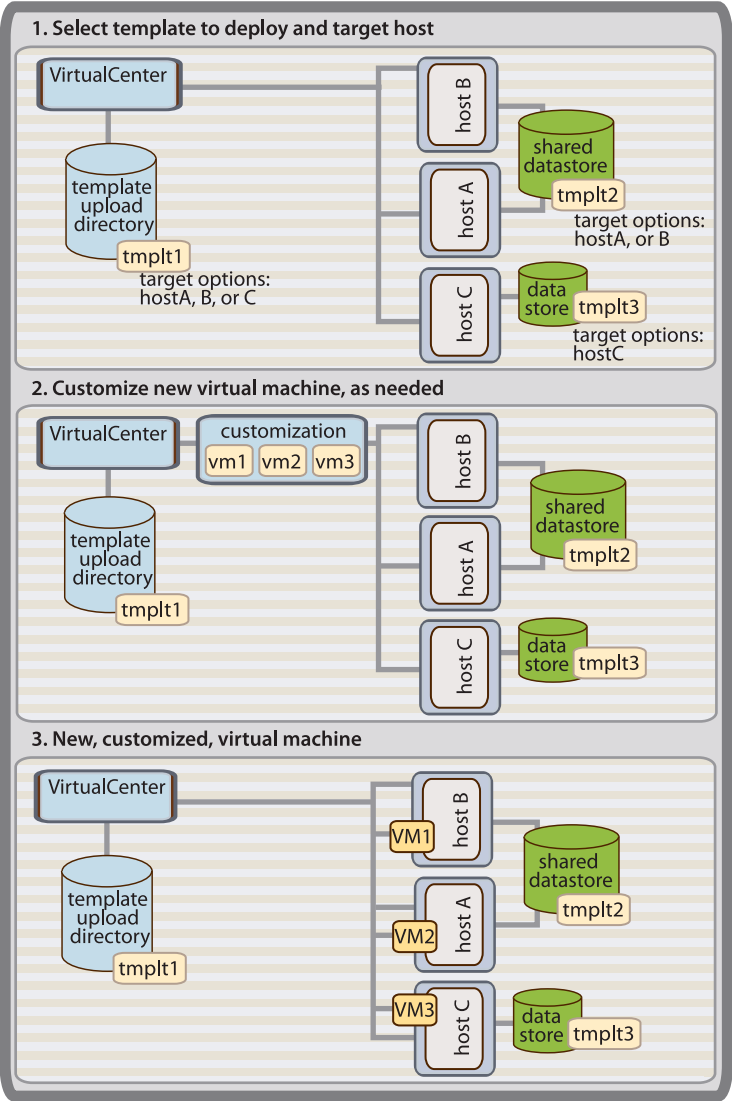 1. Select template to deploy and target host
VirtualCenter
template
upload
directory
tmplt1
target options:
hostA, B, or C
host B
host A
host C
shared
datastore
tmplt2
target options:
hostA, or B
data
store
tmplt3
target options:
hostC
2. Customize new virtual machine, as needed
VirtualCenter
customization
vm1 vm2 vm3
template
upload
directory
tmplt1
host B
host A
host C
shared
datastore
tmplt2
data
store
tmplt3
3. New, customized, virtual machine
VirtualCenter
template
upload
directory
tmplt1
host B
VM1
host A
VM2
host C
VM3
shared
datastore
tmplt2
data
store
tmplt3